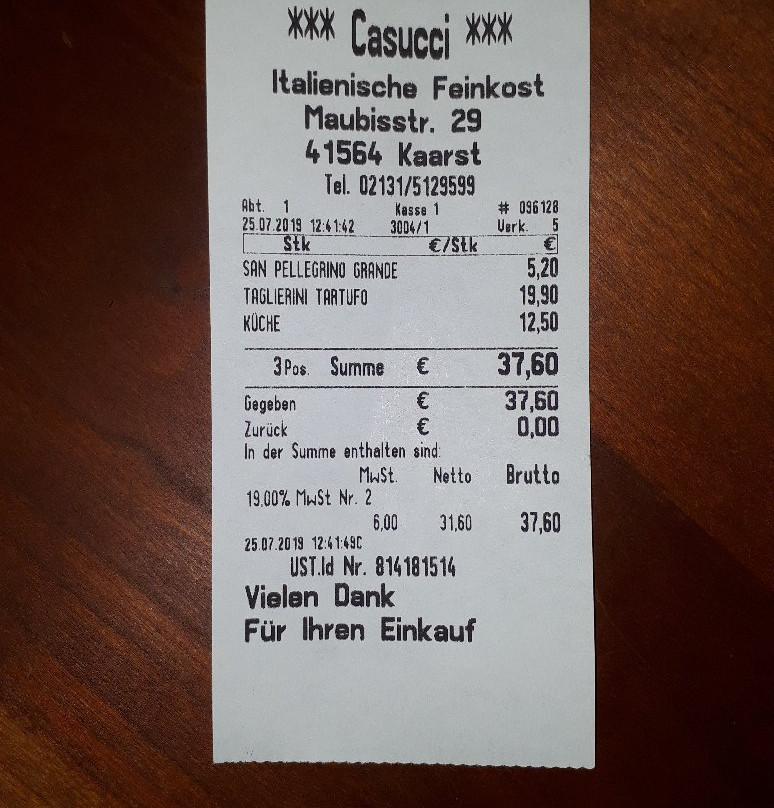 *** Casucci ***
Italienische Feinkost
Maubisstr. 29
41564 Kaarst
Tel. 02131/5129599
Abt. 1 Kasse 1 # 096128
25.07.2019 12:41:42 3004/1 Verk. 5
Stk €/Stk €
SAN PELLEGRINO GRANDE 5,20
TAGLIERINI TARTUFO 19,90
KÜCHE 12,50
3Pos. Summe € 37,60
Gegeben € 37,60
Zurück € 0,00
In der Summe enthalten sind:
MwSt. Netto Brutto
19.00% MwSt Nr. 2
6,00 31,60 37,60
25.07.2019 12:41:49C
UST.Id Nr. 814181514
Vielen Dank
Für Ihren Einkauf